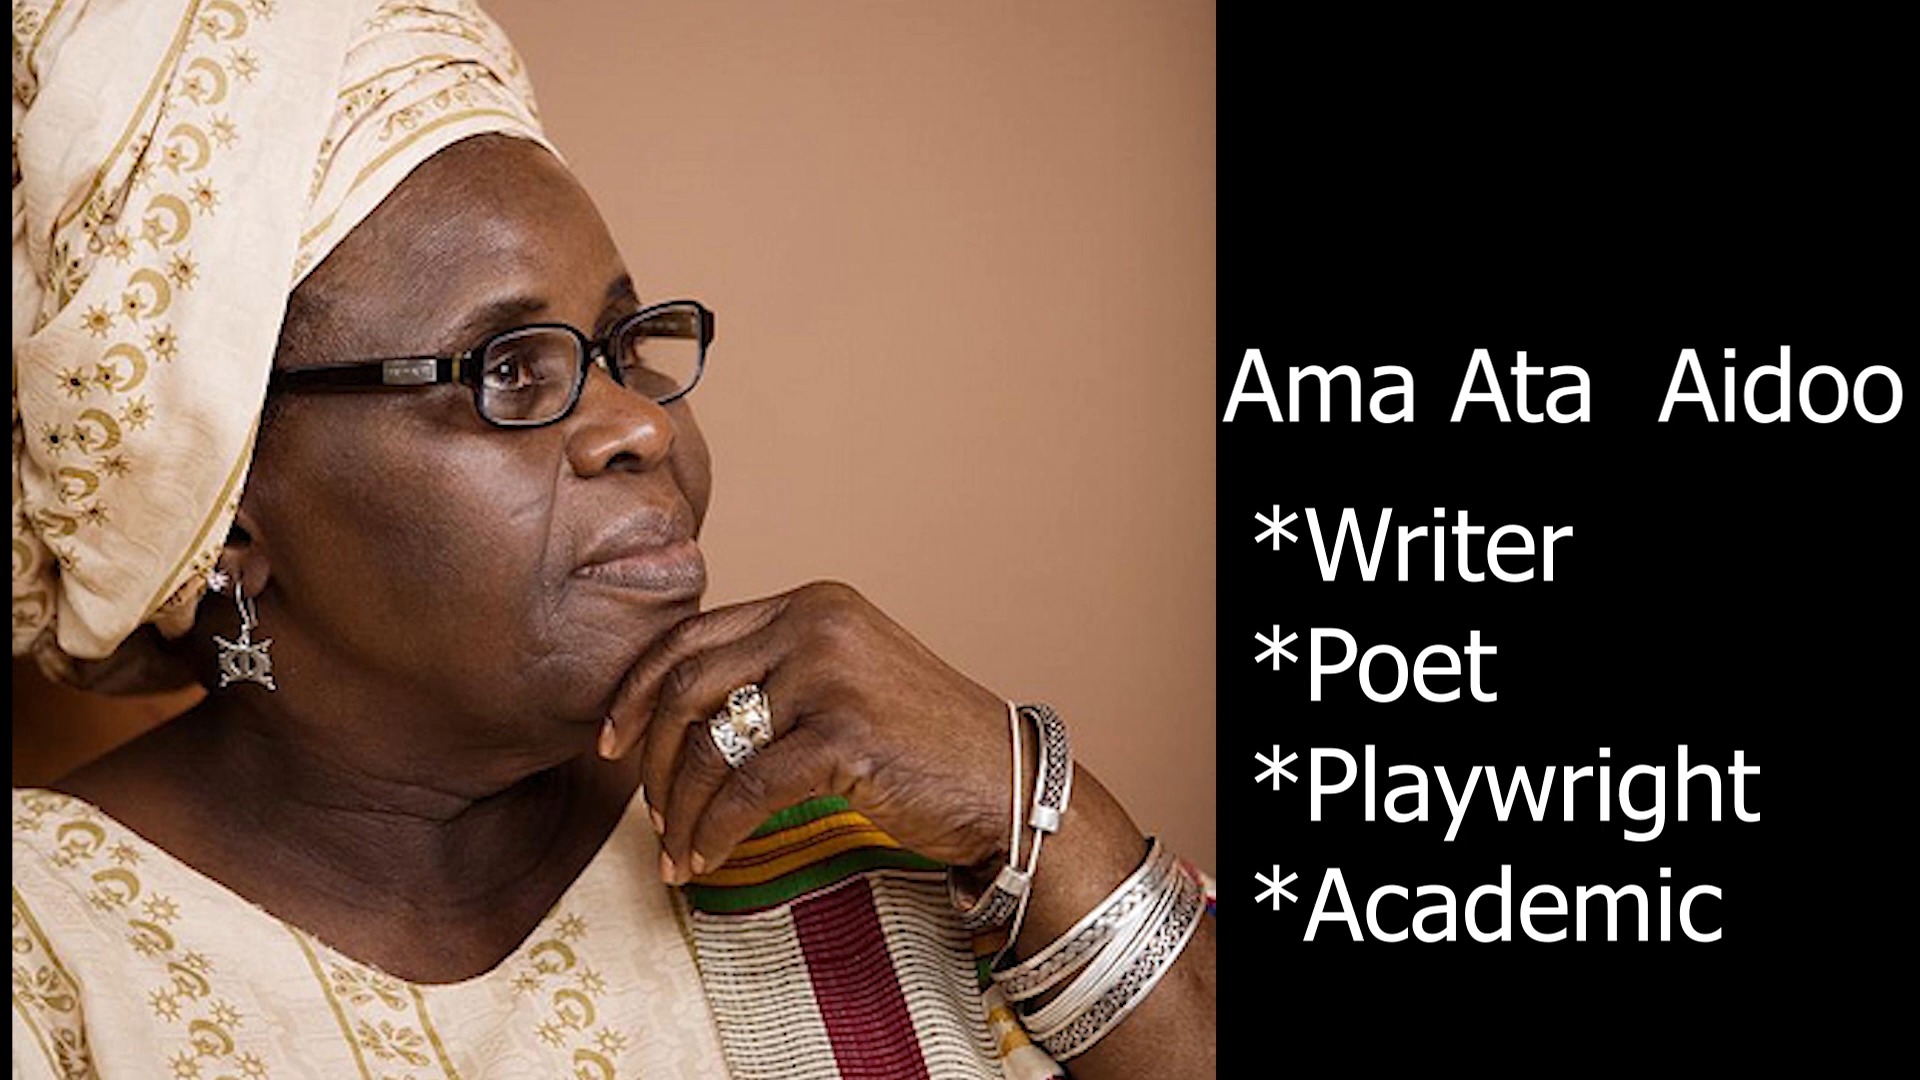 Ama Ata  Aidoo
*Writer
*Poet
*Playwright
*Academic